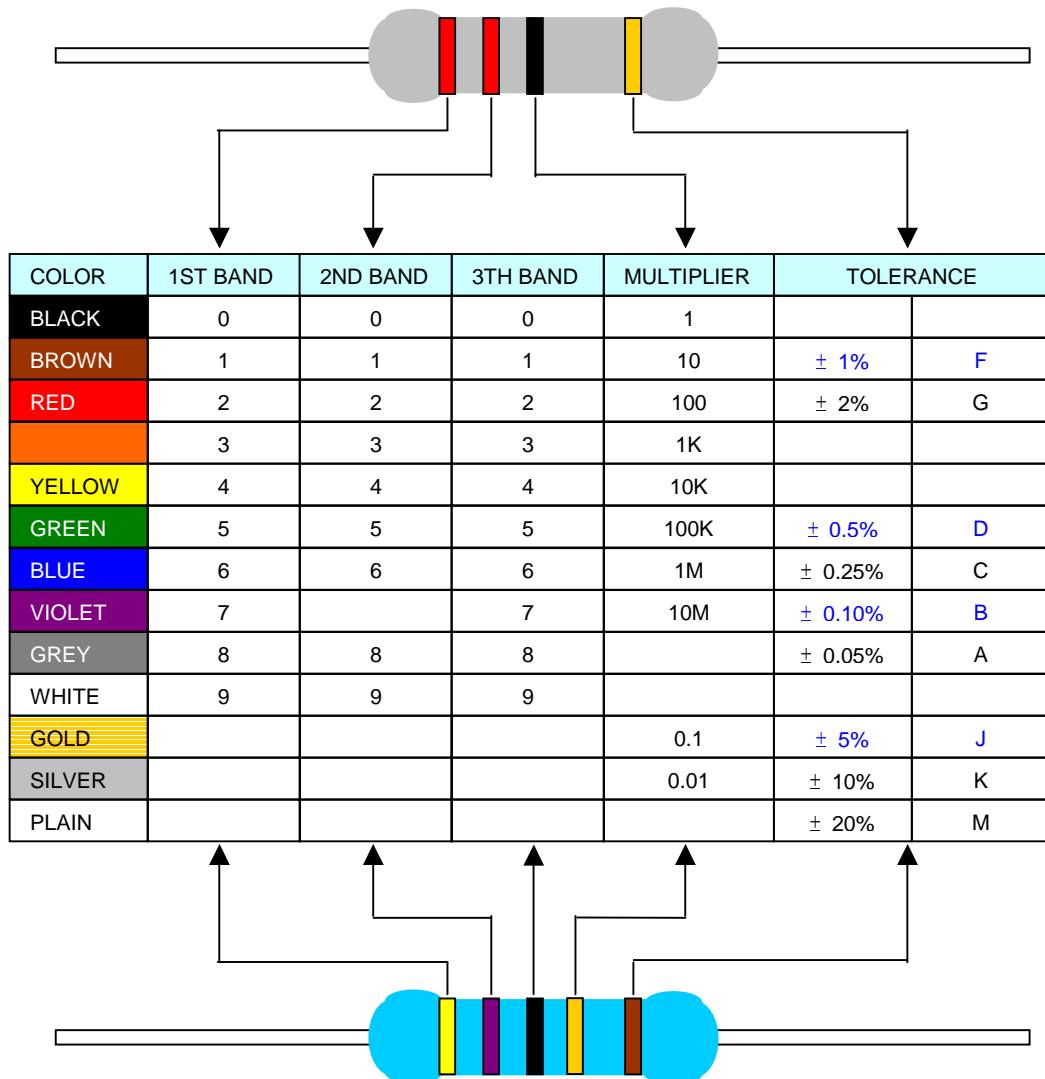 COLOR 1ST BAND 2ND BAND 3TH BAND MULTIPLIER TOLERANCE
BLACK 0 0 0 1
BROWN 1 1 1 10 ± 1% F
RED 2 2 2 100 ± 2% G
3 3 3 1K
YELLOW 4 4 4 10K
GREEN 5 5 5 100K ± 0.5% D
BLUE 6 6 6 1M ± 0.25% C
VIOLET 7 7 10M ± 0.10% B
GREY 8 8 8 ± 0.05% A
WHITE 9 9 9
GOLD 0.1 ± 5% J
SILVER 0.01 ± 10% K
PLAIN ± 20% M